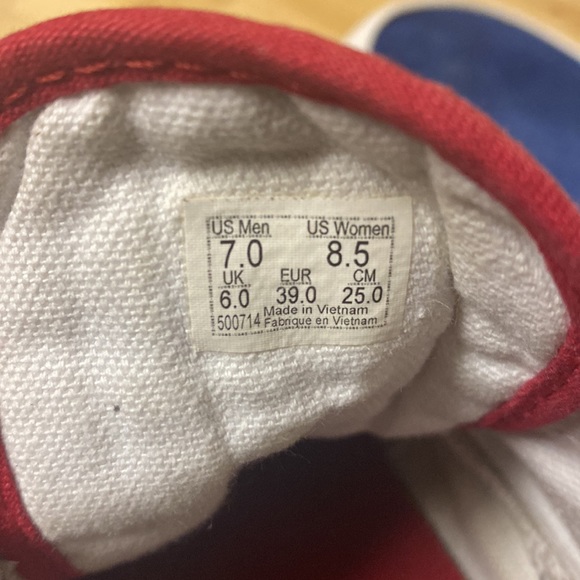 US Men US Women
7.0 8.5
UK EUR CM
6.0 39.0 25.0
Made in Vietnam
500714 Fabrique en Vietnam